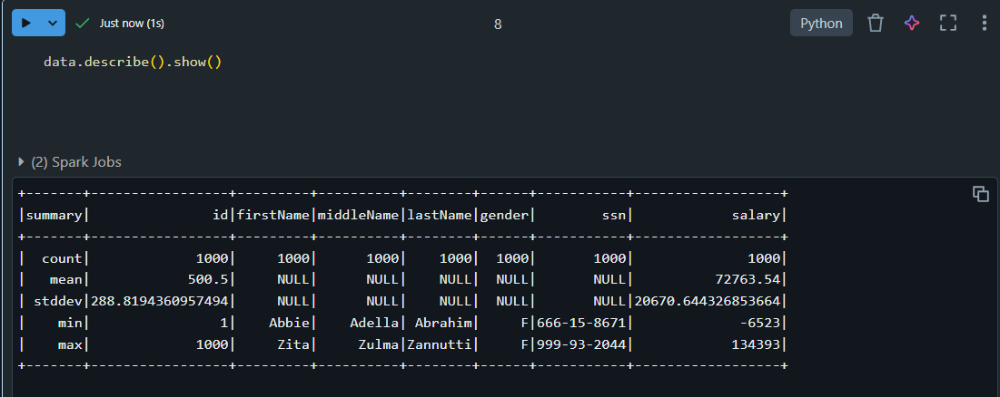 Just now (1s)
8
Python
data.describe().show()
(2) Spark Jobs
+-------+-----------------+---------+----------+---------+------+-----------+------------------+
|summary|               id|firstName|middleName| lastName|gender|        ssn|            salary|
+-------+-----------------+---------+----------+---------+------+-----------+------------------+
|  count|             1000|     1000|      1000|     1000|  1000|       1000|              1000|
|   mean|            500.5|     NULL|      NULL|     NULL|  NULL|       NULL|          72763.54|
| stddev|288.8194360957494|     NULL|      NULL|     NULL|  NULL|       NULL|20670.644326853664|
|    min|                1|    Abbie|    Adella|  Abrahim|     F|666-15-8671|             -6523|
|    max|             1000|     Zita|     Zulma|Zannutti|     F|999-93-2044|            134393|
+-------+-----------------+---------+----------+---------+------+-----------+------------------+